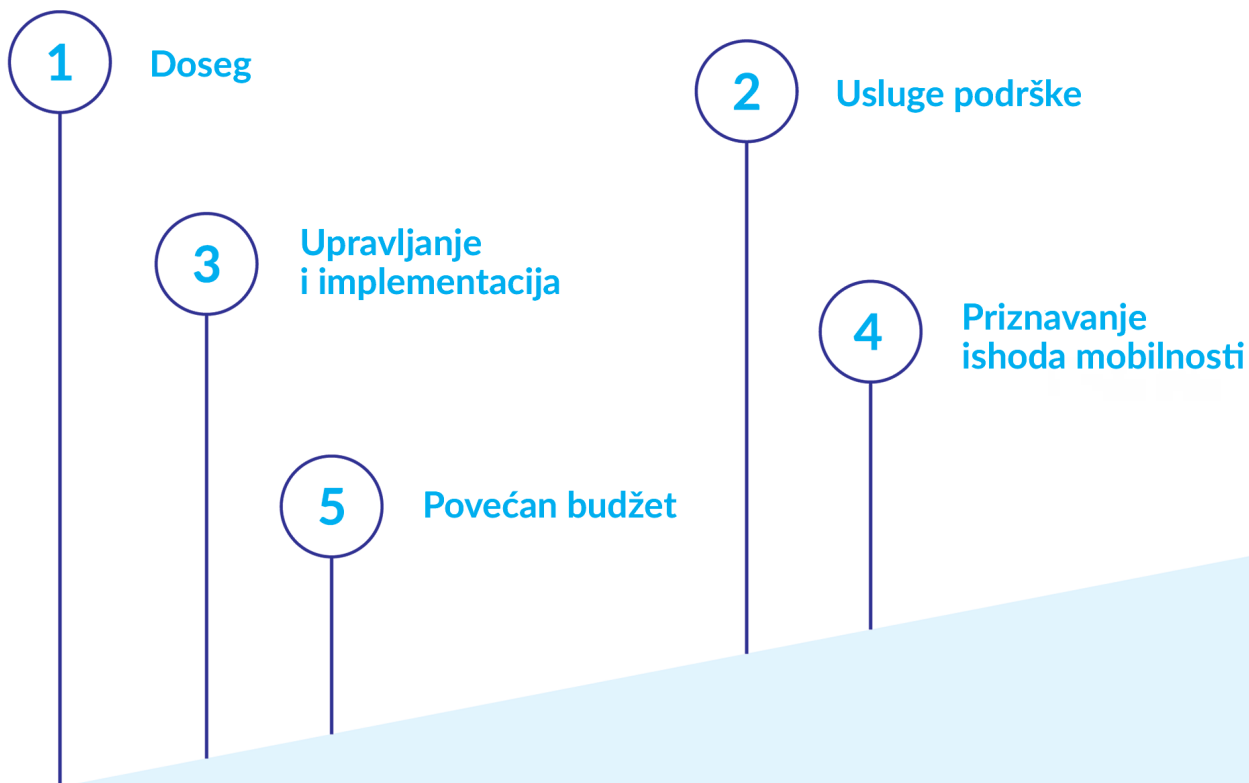 1
Doseg
2
Usluge podrške
3
Upravljanje
i implementacija
4
Priznavanje
ishoda mobilnosti
5
Povećan budžet